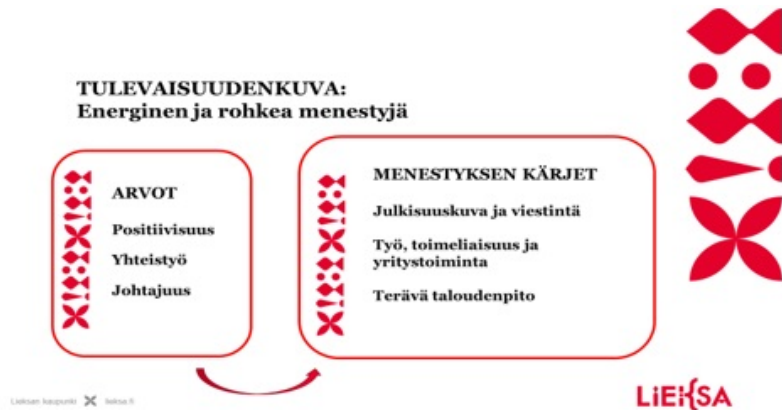 TULEVAISUUDENKUVA:
Energinen ja rohkea menestyjä
ARVOT
Positiivisuus
Yhteistyö
Johtajuus
MENESTYKSEN KÄRJET
Julkisuuskuva ja viestintä
Työ, toimeliaisuus ja
yritystoiminta
Terävä taloudenpito
Lieksan kaupunki lieksa.fi
LiEKSA